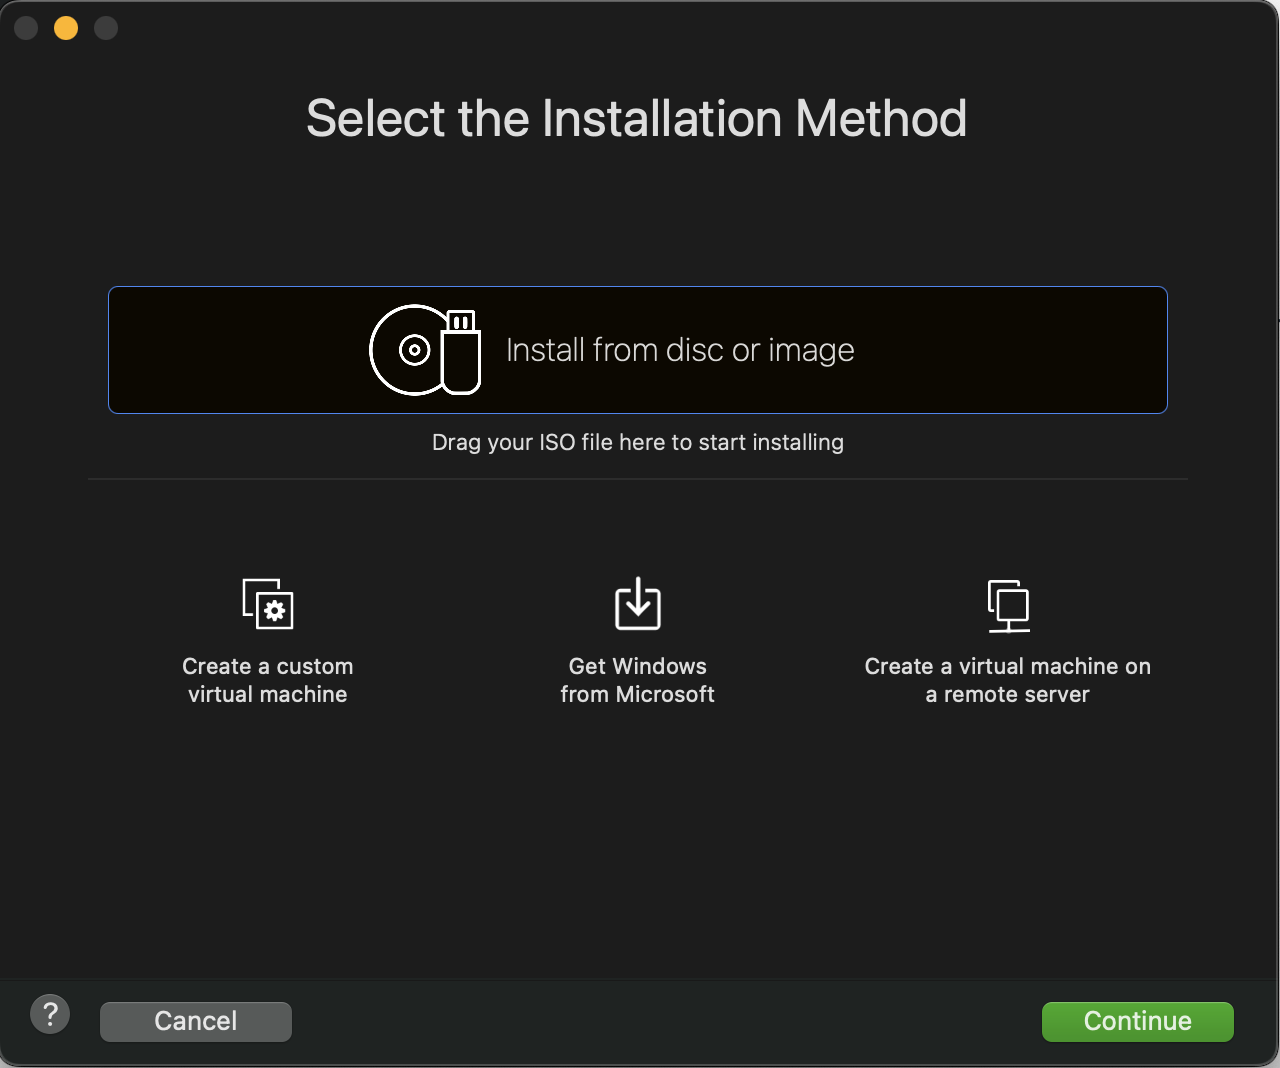 Select the Installation Method
Install from disc or image
Drag your ISO file here to start installing
Create a custom
virtual machine
Get Windows
from Microsoft
Create a virtual machine on
a remote server
?
Cancel
Continue